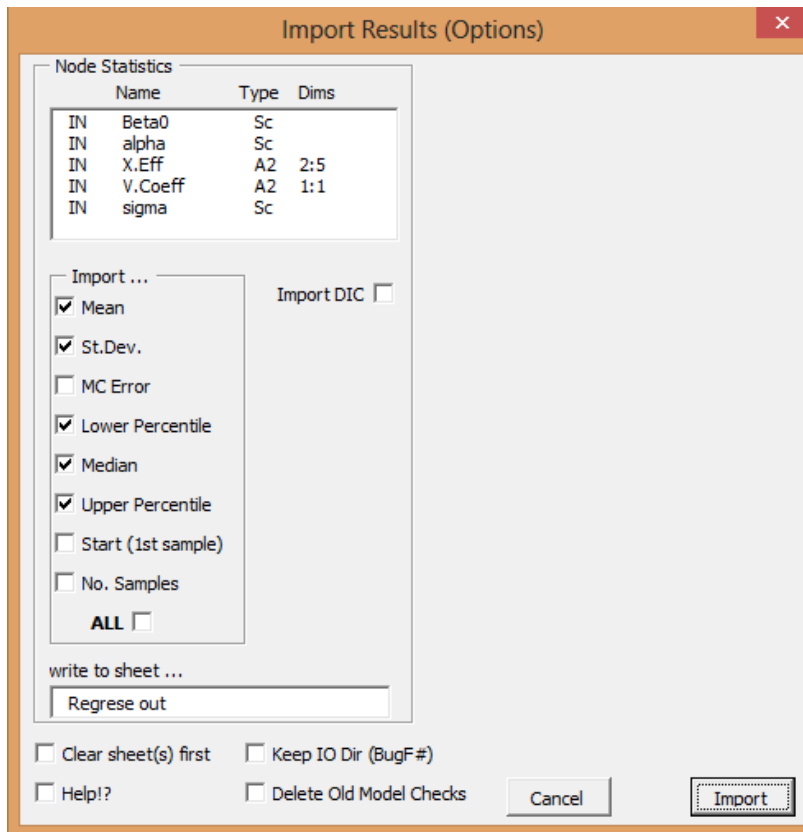 Import Results (Options)
Node Statistics
Name Type Dims
IN Beta0 Sc
IN alpha Sc
IN X.Eff A2 2:5
IN V.Coeff A2 1:1
IN sigma Sc
Import ...
Import DIC
Mean
St.Dev.
MC Error
Lower Percentile
Median
Upper Percentile
Start (1st sample)
No. Samples
ALL
write to sheet ...
Regrese out
Clear sheet(s) first Keep IO Dir (BugF#)
Help!? Delete Old Model Checks Cancel Import